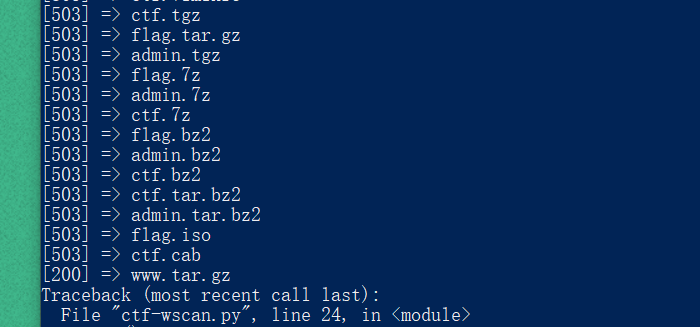 [503] => ctf.tgz
[503] => flag.tar.gz
[503] => admin.tgz
[503] => flag.7z
[503] => admin.7z
[503] => ctf.7z
[503] => flag.bz2
[503] => admin.bz2
[503] => ctf.bz2
[503] => ctf.tar.bz2
[503] => admin.tar.bz2
[503] => flag.iso
[503] => ctf.cab
[200] => www.tar.gz
Traceback (most recent call last):
  File "ctf-wscan.py", line 24, in <module>